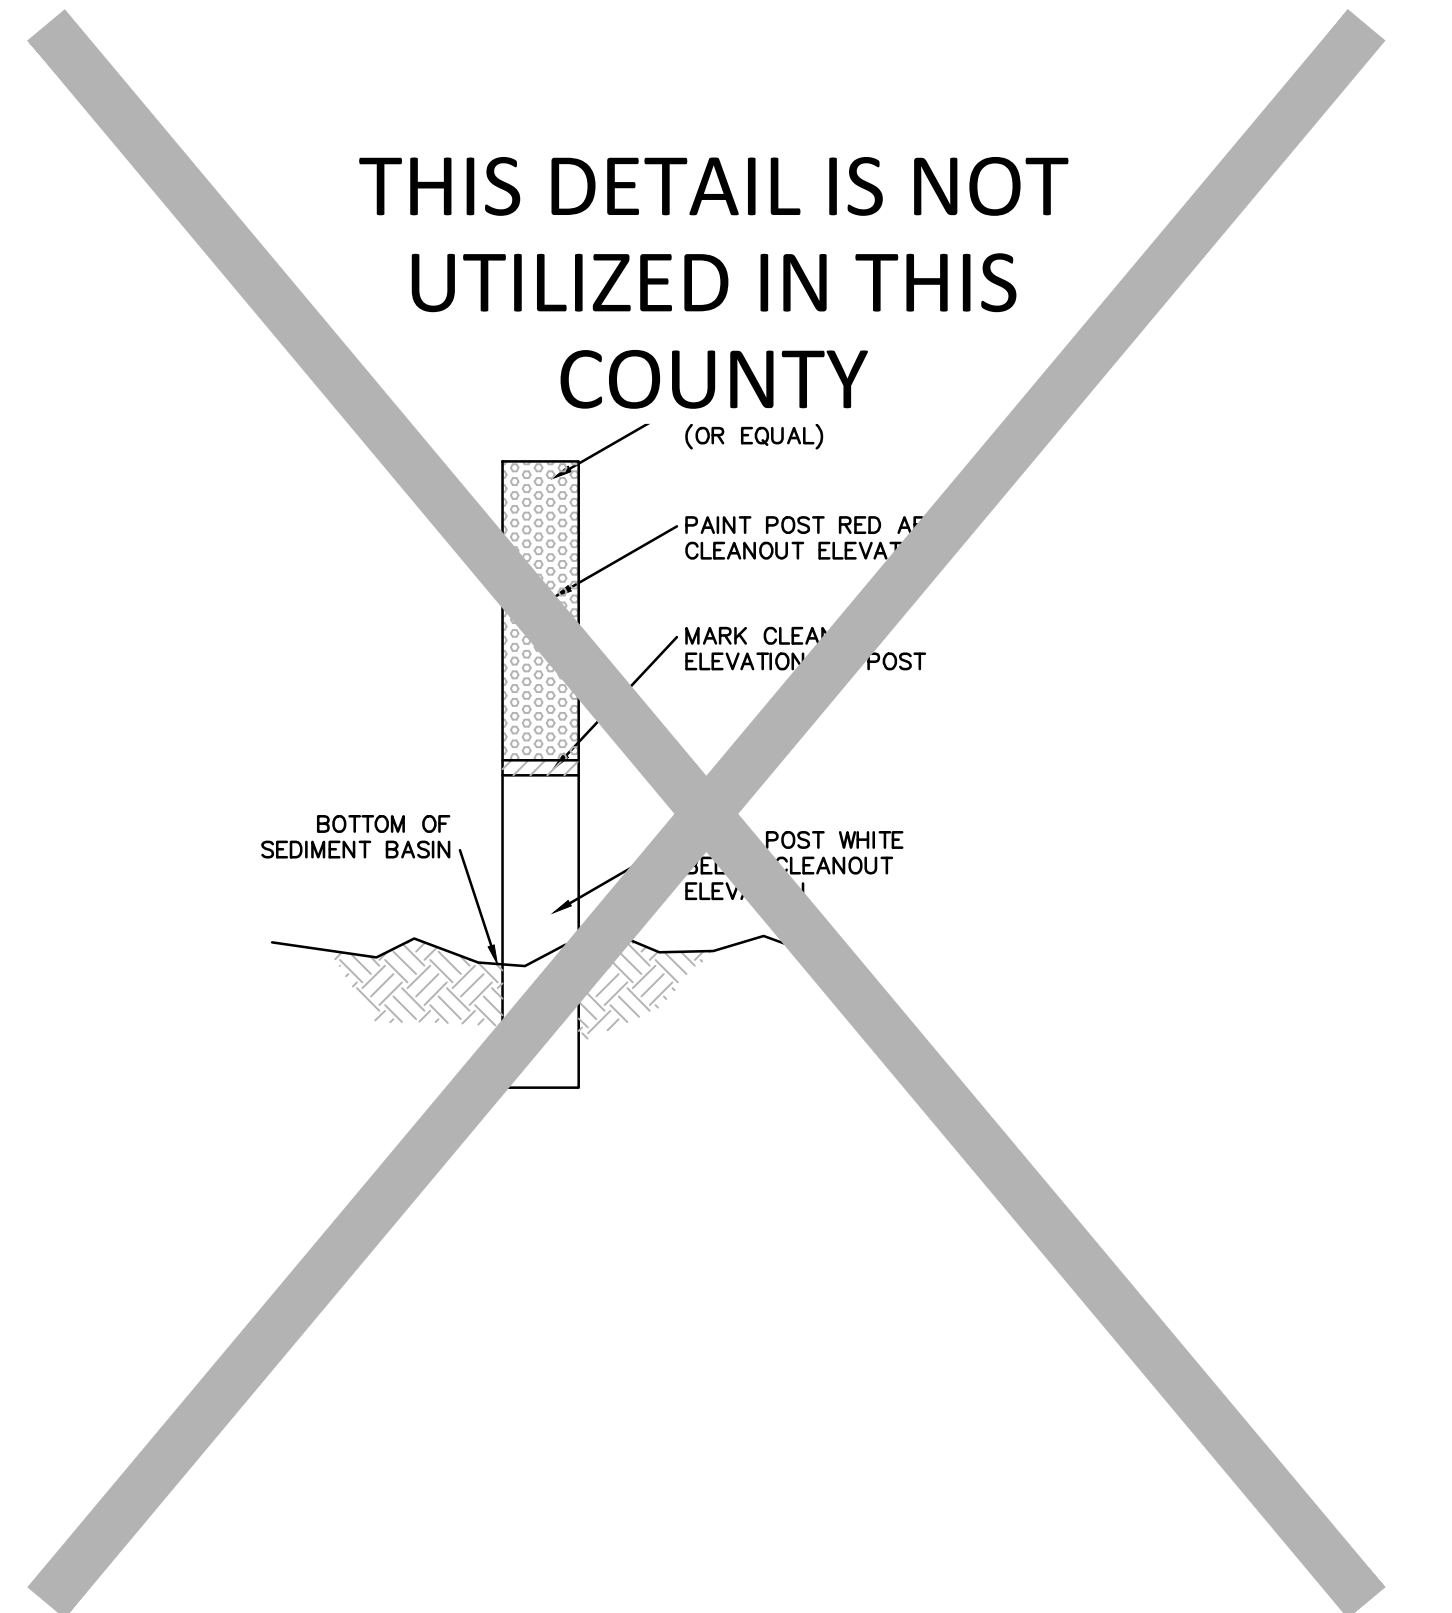 THIS DETAIL IS NOT
UTILIZED IN THIS
COUNTY
(OR EQUAL)
PAINT POST RED
CLEANOUT
MARK
ELEVATION POST
BOTTOM OF
SEDIMENT BASIN
POST WHITE
CLEANOUT